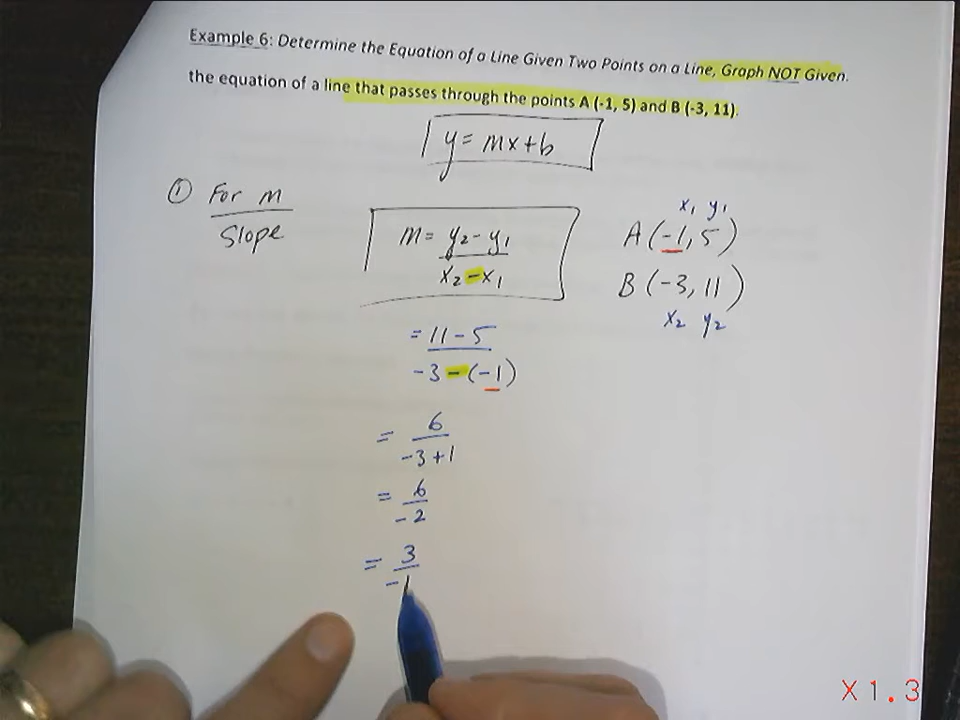 Example 6: Determine the Equation of a Line Given Two Points on a Line, Graph NOT Given.
the equation of a line that passes through the points A (-1, 5) and B (-3, 11).
y = mx+b
① For m
Slope
m = y₂ - y₁
x₂ - x₁
x₁ y₁
A (-1, 5)
B (-3, 11)
x₂ y₂
= 11 - 5
-3 - (-1)
= 6
-3 + 1
= 6
-2
= 3
-1
X1.3